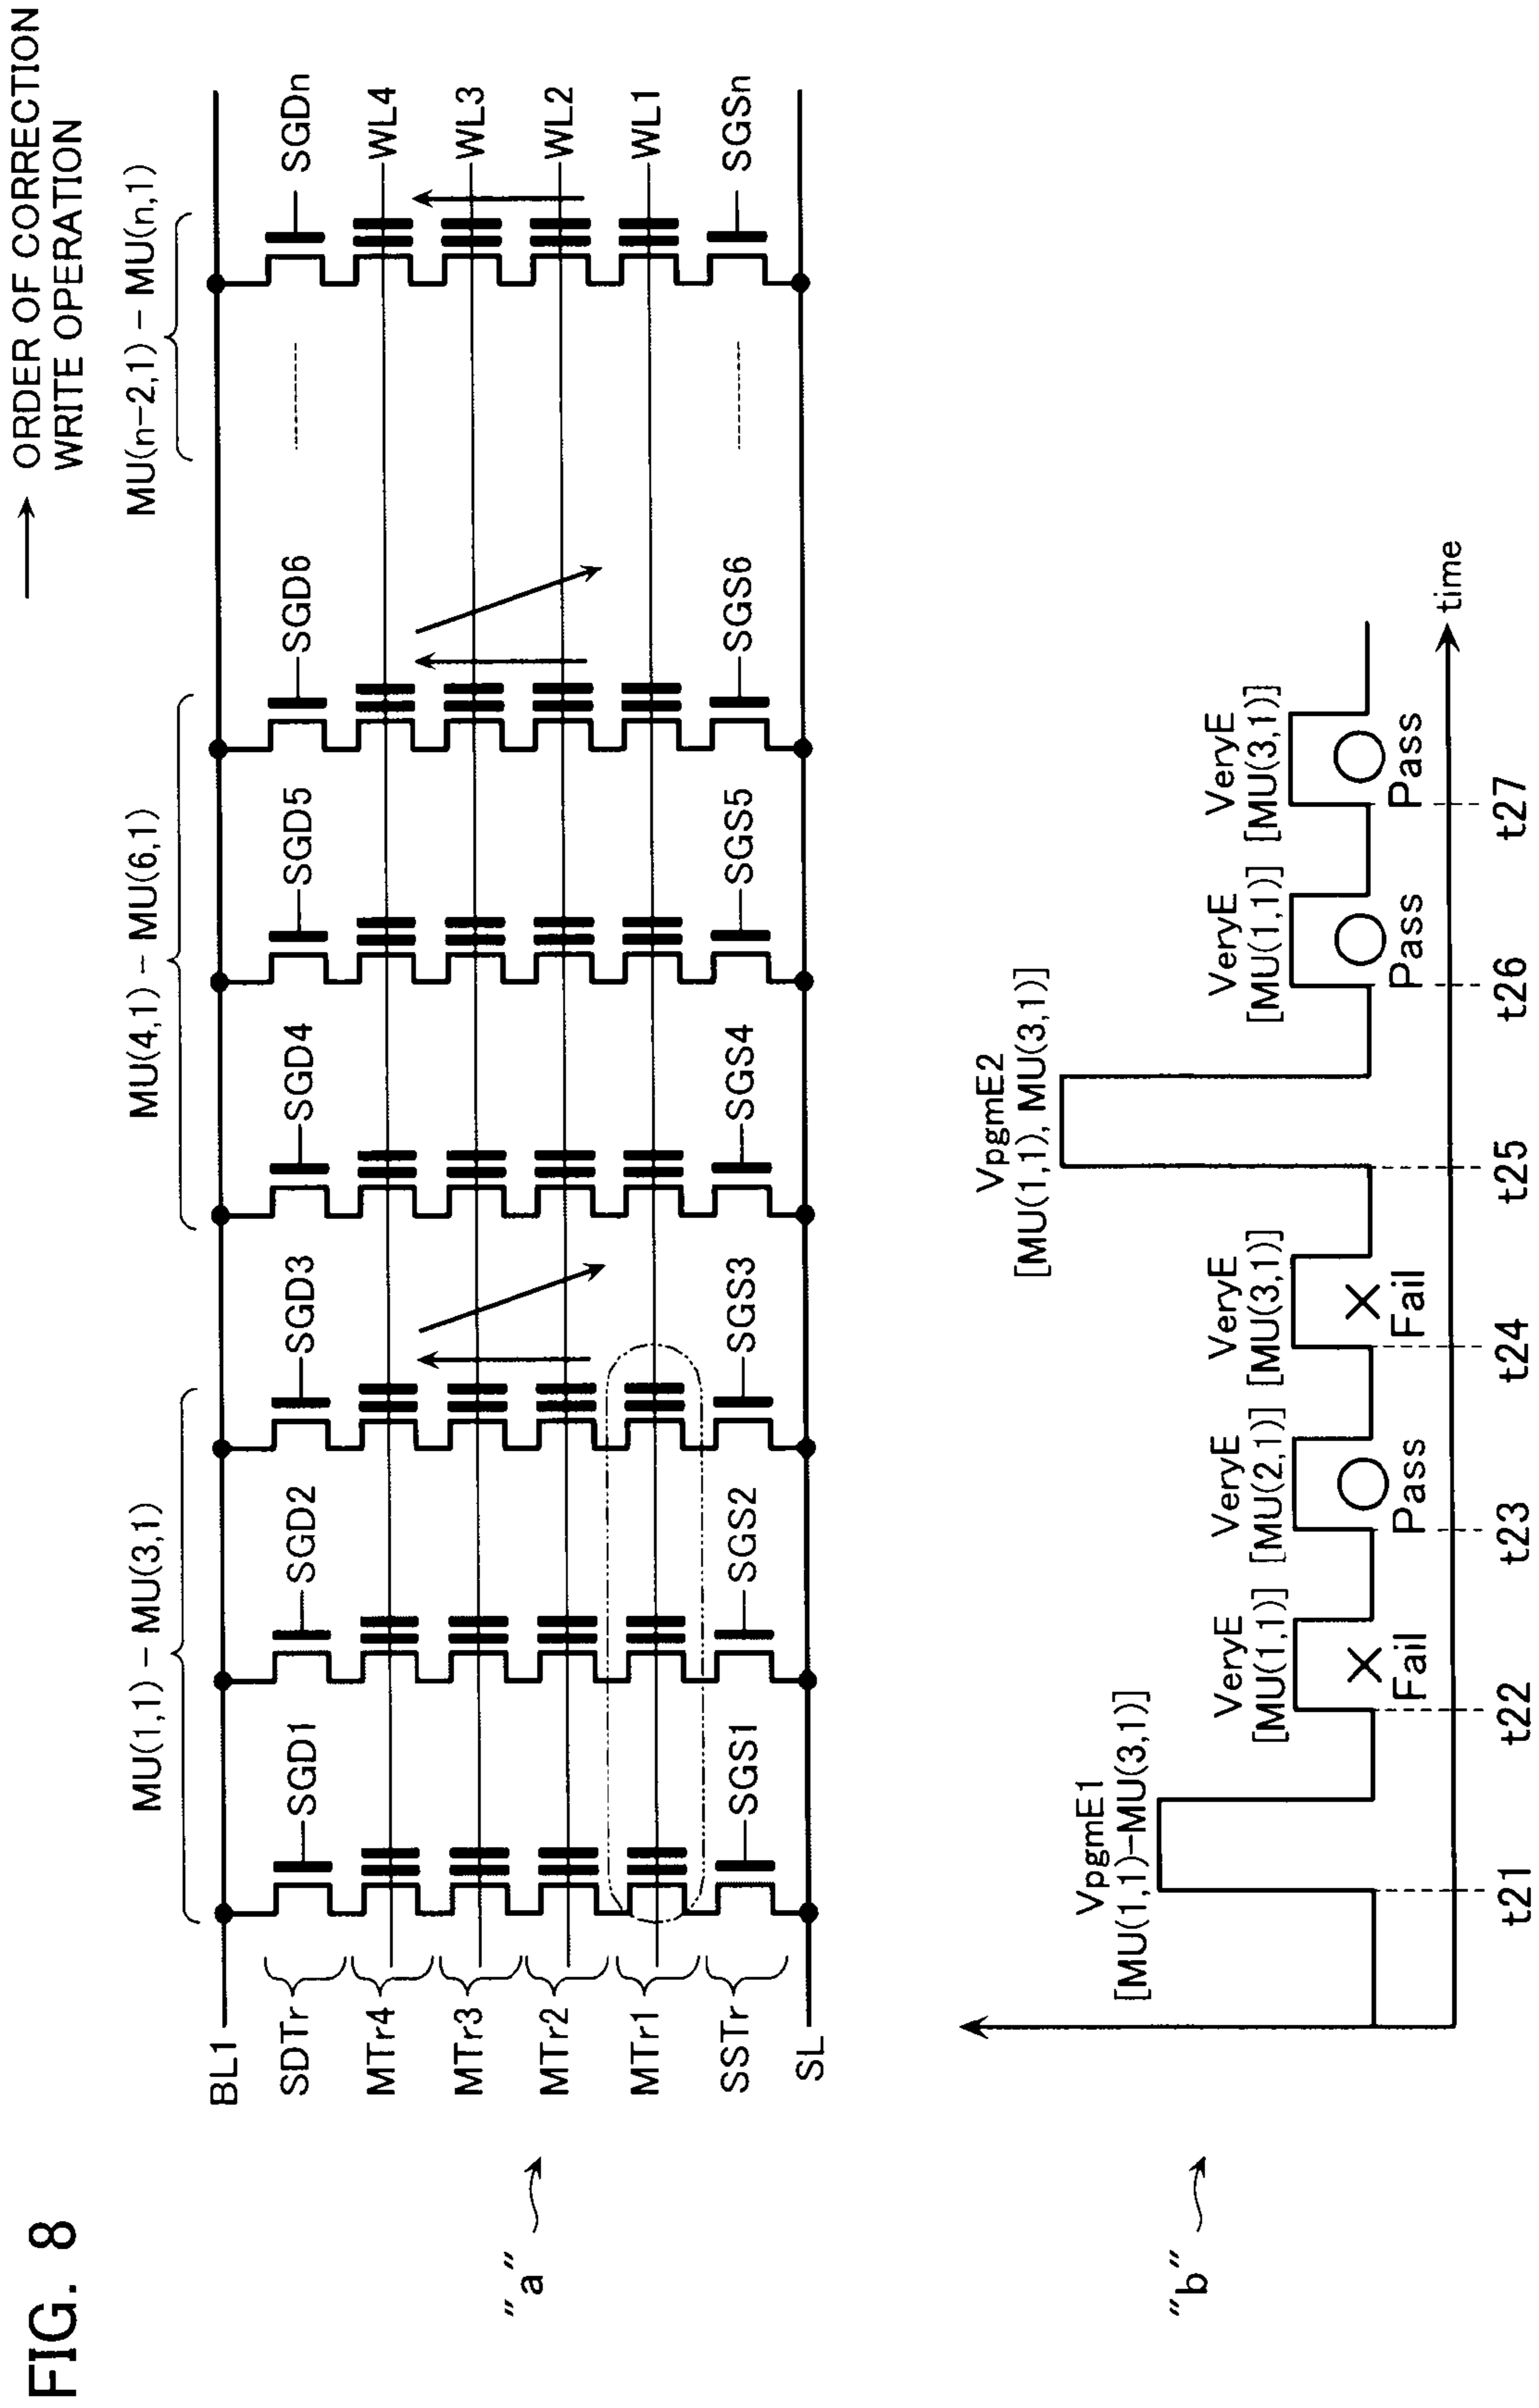 FIG. 8
→ ORDER OF CORRECTION
WRITE OPERATION
MU(1,1) – MU(3,1)
MU(4,1) – MU(6,1)
MU(n-2,1) – MU(n,1)
"a"
BL1
SDTr
SGD1
SGD2
SGD3
SGD4
SGD5
SGD6
SGDn
MTr4
WL4
MTr3
WL3
MTr2
WL2
MTr1
WL1
SSTr
SGS1
SGS2
SGS3
SGS4
SGS5
SGS6
SGSn
SL
"b"
VpgmE1
[MU(1,1)-MU(3,1)]
VeryE
[MU(1,1)]
× Fail
VeryE
[MU(2,1)]
○ Pass
VeryE
[MU(3,1)]
× Fail
VpgmE2
[MU(1,1), MU(3,1)]
VeryE
[MU(1,1)]
○ Pass
VeryE
[MU(3,1)]
○ Pass
time
t21
t22
t23
t24
t25
t26
t27